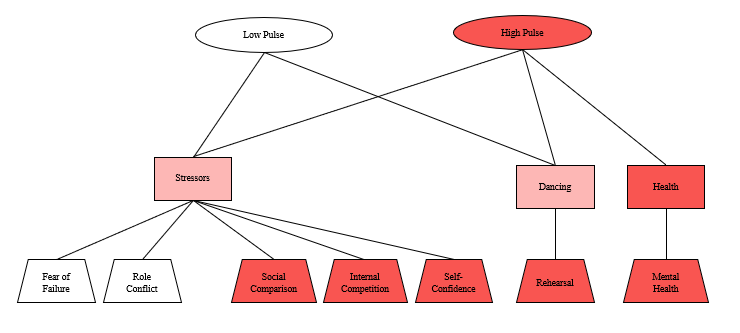 Low Pulse
High Pulse
Stressors
Dancing
Health
Fear of
Failure
Role
Conflict
Social
Comparison
Internal
Competition
Self-
Confidence
Rehearsal
Mental
Health